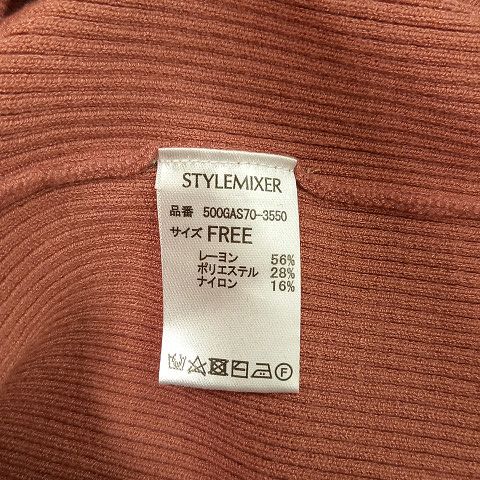 STYLEMIXER
品番 500GAS70-3550
サイズ FREE
レーヨン 56%
ポリエステル 28%
ナイロン 16%
F